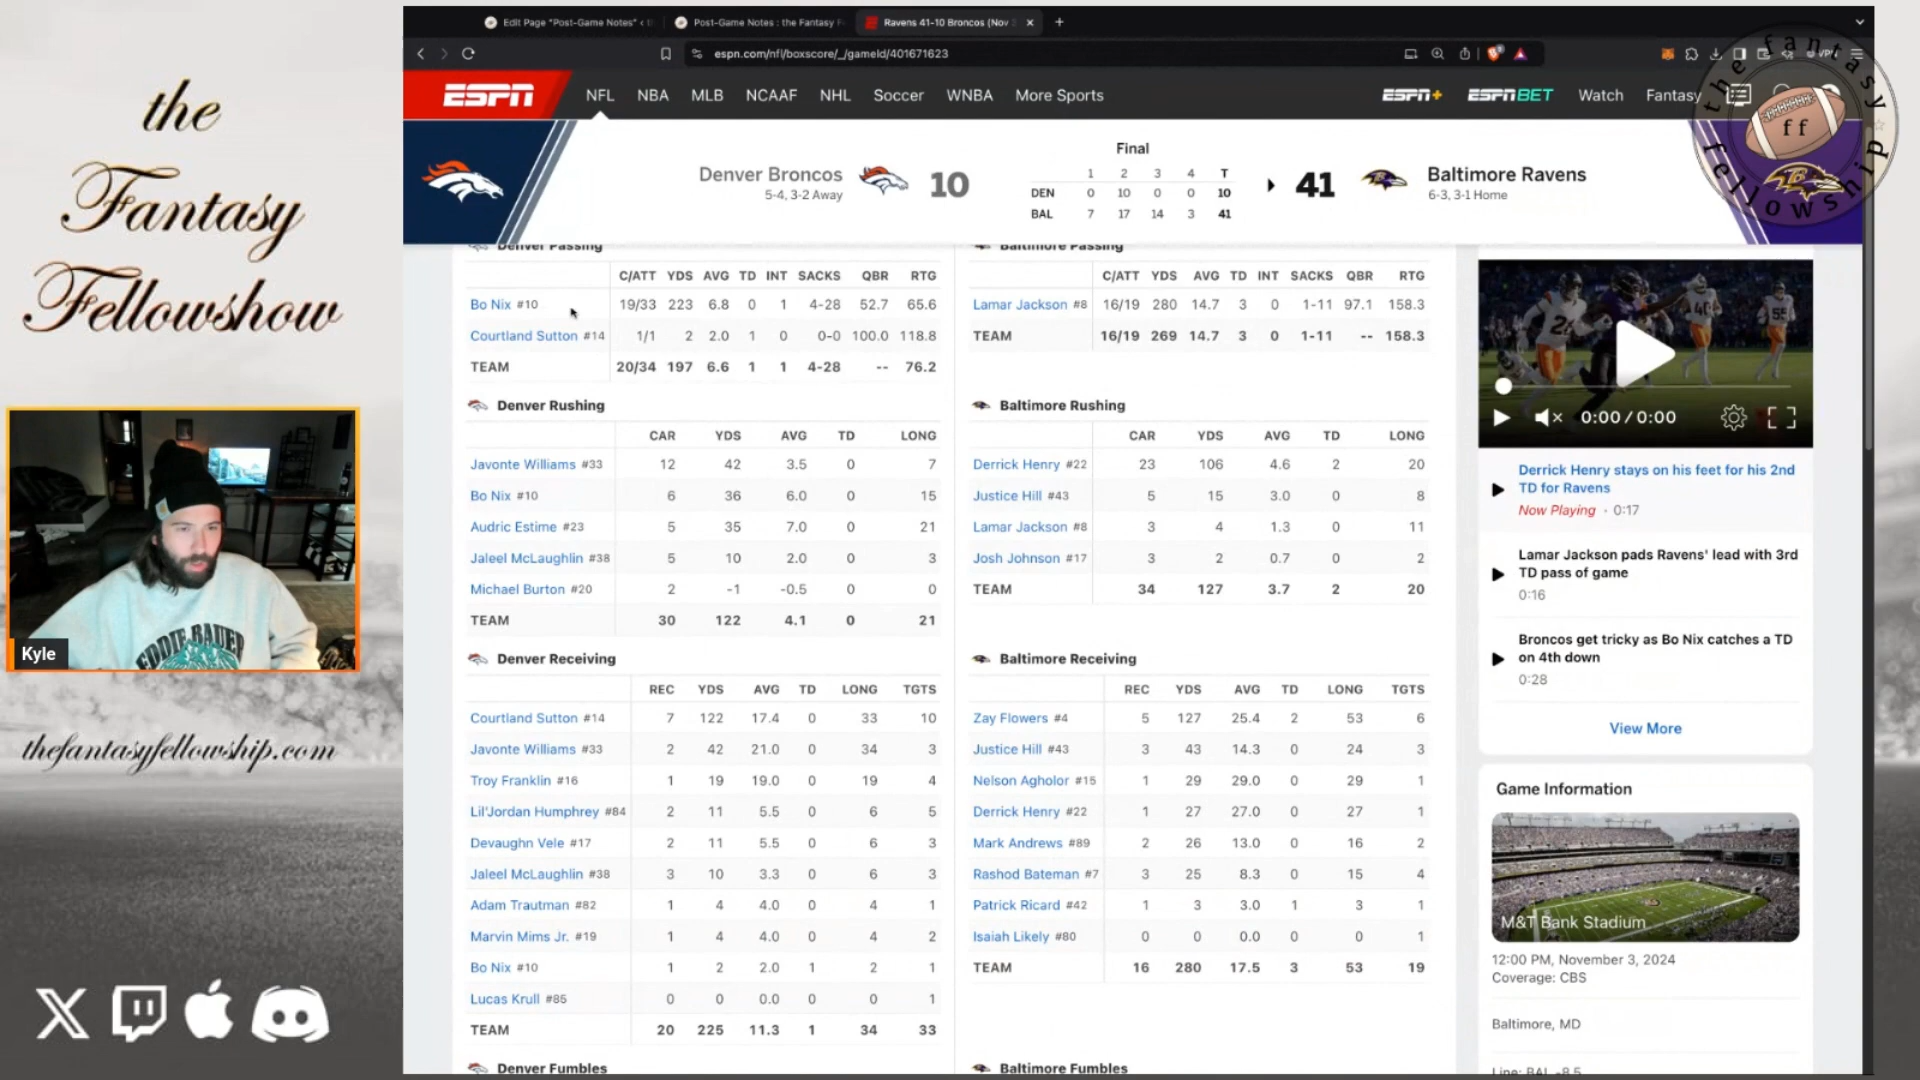 the
Fantasy
Fellowshow
Kyle
thefantasyfellowship.com
Edit Page "Post-Game Notes" ‹ t
Post-Game Notes : the Fantasy F
Ravens 41-10 Broncos (Nov 3
espn.com/nfl/boxscore/_/gameId/401671623
VPN
ESPN
NFL NBA MLB NCAAF NHL Soccer WNBA More Sports
ESPN+ ESPN BET Watch Fantasy
the fantasy fellowship
ff
Denver Broncos
5-4, 3-2 Away
10
Final
1 2 3 4 T
DEN 0 10 0 0 10
BAL 7 17 14 3 41
41
Baltimore Ravens
6-3, 3-1 Home
Denver Passing
C/ATT YDS AVG TD INT SACKS QBR RTG
Bo Nix #10 19/33 223 6.8 0 1 4-28 52.7 65.6
Courtland Sutton #14 1/1 2 2.0 1 0 0-0 100.0 118.8
TEAM 20/34 197 6.6 1 1 4-28 -- 76.2
Baltimore Passing
C/ATT YDS AVG TD INT SACKS QBR RTG
Lamar Jackson #8 16/19 280 14.7 3 0 1-11 97.1 158.3
TEAM 16/19 269 14.7 3 0 1-11 -- 158.3
Denver Rushing
CAR YDS AVG TD LONG
Javonte Williams #33 12 42 3.5 0 7
Bo Nix #10 6 36 6.0 0 15
Audric Estime #23 5 35 7.0 0 21
Jaleel McLaughlin #38 5 10 2.0 0 3
Michael Burton #20 2 -1 -0.5 0 0
TEAM 30 122 4.1 0 21
Baltimore Rushing
CAR YDS AVG TD LONG
Derrick Henry #22 23 106 4.6 2 20
Justice Hill #43 5 15 3.0 0 8
Lamar Jackson #8 3 4 1.3 0 11
Josh Johnson #17 3 2 0.7 0 2
TEAM 34 127 3.7 2 20
Denver Receiving
REC YDS AVG TD LONG TGTS
Courtland Sutton #14 7 122 17.4 0 33 10
Javonte Williams #33 2 42 21.0 0 34 3
Troy Franklin #16 1 19 19.0 0 19 4
Lil'Jordan Humphrey #84 2 11 5.5 0 6 5
Devaughn Vele #17 2 11 5.5 0 6 3
Jaleel McLaughlin #38 3 10 3.3 0 6 3
Adam Trautman #82 1 4 4.0 0 4 1
Marvin Mims Jr. #19 1 4 4.0 0 4 2
Bo Nix #10 1 2 2.0 1 2 1
Lucas Krull #85 0 0 0.0 0 0 1
TEAM 20 225 11.3 1 34 33
Baltimore Receiving
REC YDS AVG TD LONG TGTS
Zay Flowers #4 5 127 25.4 2 53 6
Justice Hill #43 3 43 14.3 0 24 3
Nelson Agholor #15 1 29 29.0 0 29 1
Derrick Henry #22 1 27 27.0 0 27 1
Mark Andrews #89 2 26 13.0 0 16 2
Rashod Bateman #7 3 25 8.3 0 15 4
Patrick Ricard #42 1 3 3.0 1 3 1
Isaiah Likely #80 0 0 0.0 0 0 1
TEAM 16 280 17.5 3 53 19
Denver Fumbles
Baltimore Fumbles
0:00 / 0:00
Derrick Henry stays on his feet for his 2nd
TD for Ravens
Now Playing · 0:17
Lamar Jackson pads Ravens' lead with 3rd
TD pass of game
0:16
Broncos get tricky as Bo Nix catches a TD
on 4th down
0:28
View More
Game Information
M&T Bank Stadium
12:00 PM, November 3, 2024
Coverage: CBS
Baltimore, MD
Line: BAL -8.5
EDDIE BAUER